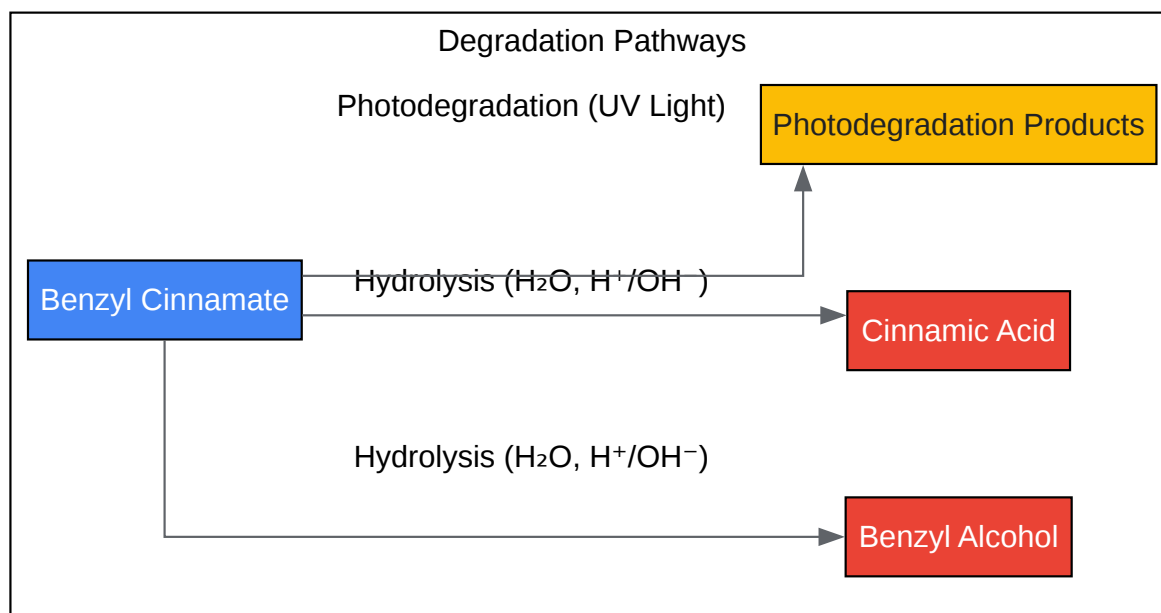 Degradation Pathways
Photodegradation (UV Light)
Photodegradation Products
Benzyl Cinnamate
Hydrolysis (H₂O, H⁺/OH⁻)
Cinnamic Acid
Hydrolysis (H₂O, H⁺/OH⁻)
Benzyl Alcohol